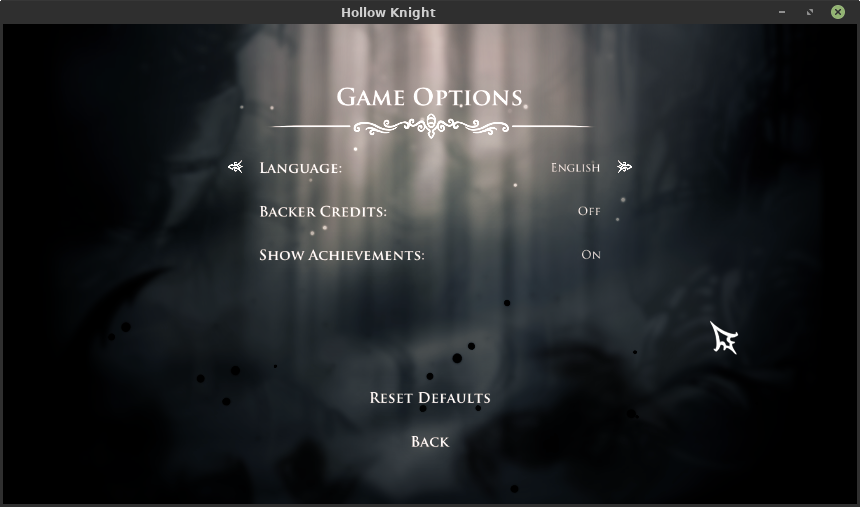 Hollow Knight
Game Options
Language: English
Backer Credits: Off
Show Achievements: On
Reset Defaults
Back